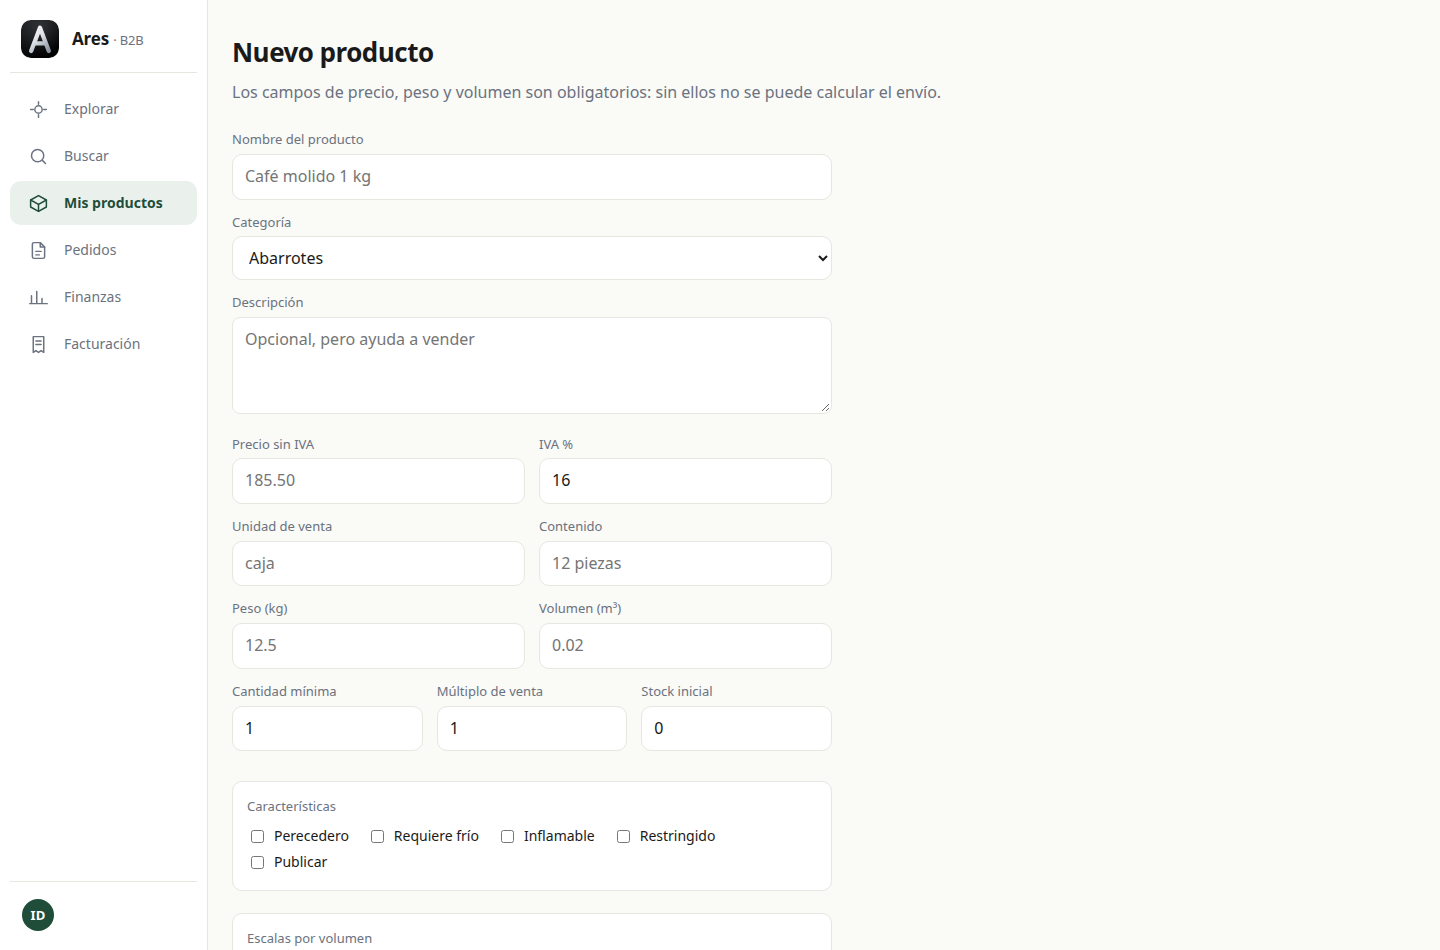 Ares · B2B
Explorar
Buscar
Mis productos
Pedidos
Finanzas
Facturación
ID
Nuevo producto
Los campos de precio, peso y volumen son obligatorios: sin ellos no se puede calcular el envío.
Nombre del producto
Café molido 1 kg
Categoría
Abarrotes
Descripción
Opcional, pero ayuda a vender
Precio sin IVA
IVA %
185.50
16
Unidad de venta
Contenido
caja
12 piezas
Peso (kg)
Volumen (m³)
12.5
0.02
Cantidad mínima
Múltiplo de venta
Stock inicial
1
1
0
Características
Perecedero
Requiere frío
Inflamable
Restringido
Publicar
Escalas por volumen